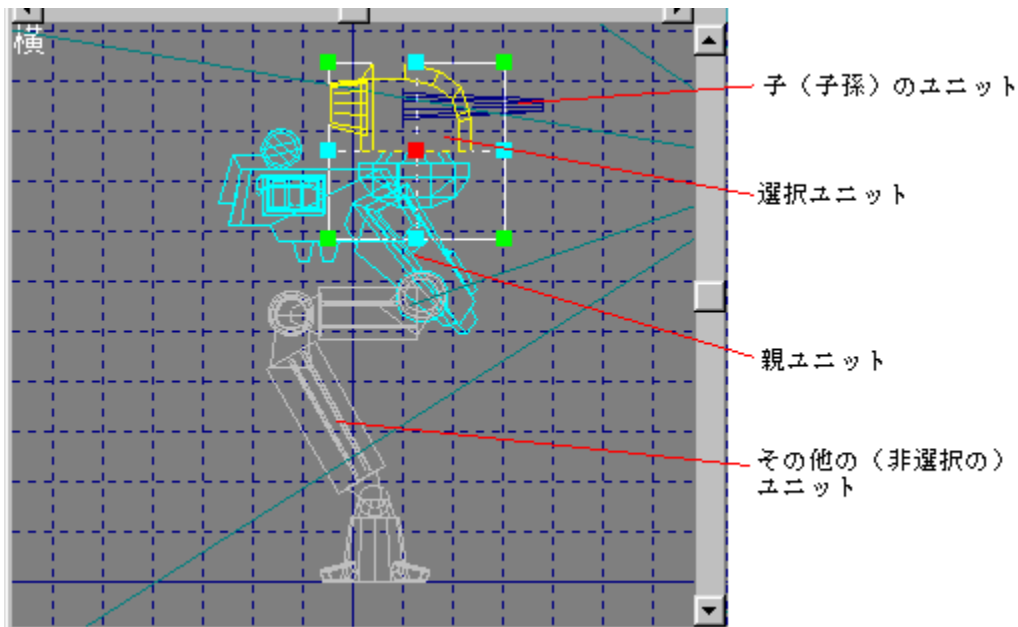 横
子（子孫）のユニット
選択ユニット
親ユニット
その他の（非選択の）
ユニット